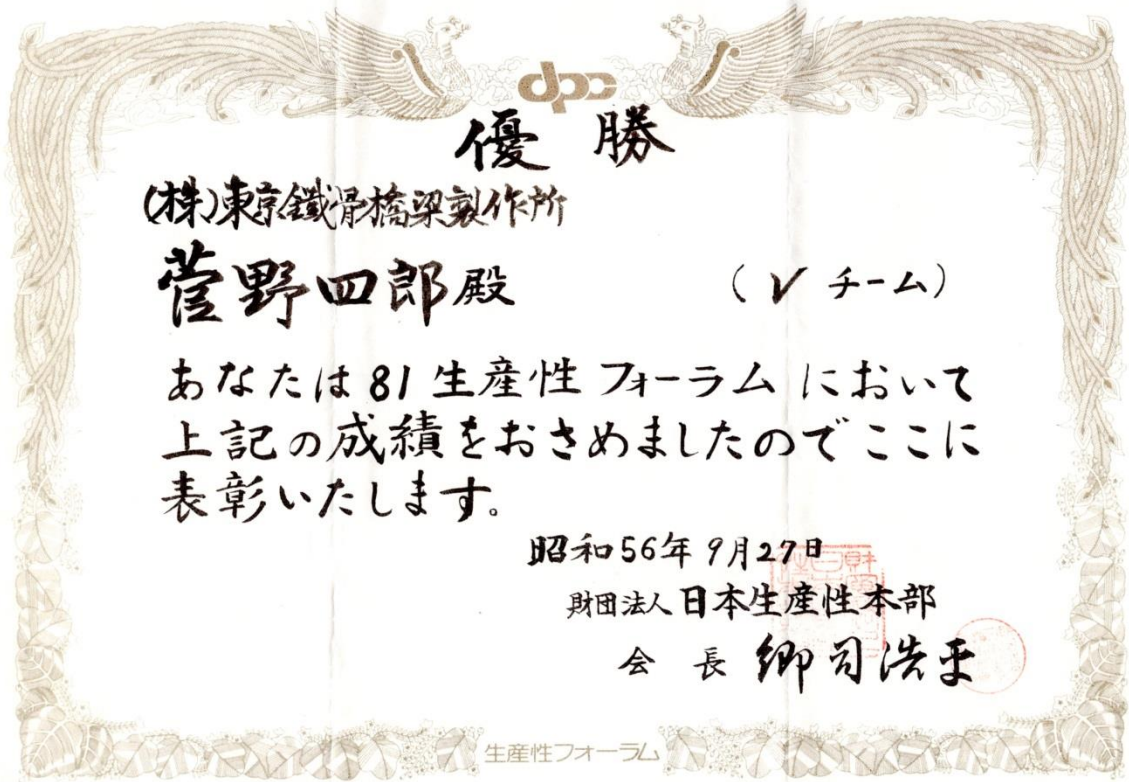 dpc
優勝
(株)東京鐵骨橋梁製作所
菅野四郎殿 (Vチーム)
あなたは81生産性フォーラムにおいて
上記の成績をおさめましたのでここに
表彰いたします。
昭和56年9月27日
財団法人日本生産性本部
会長 郷司浩平
生産性フォーラム